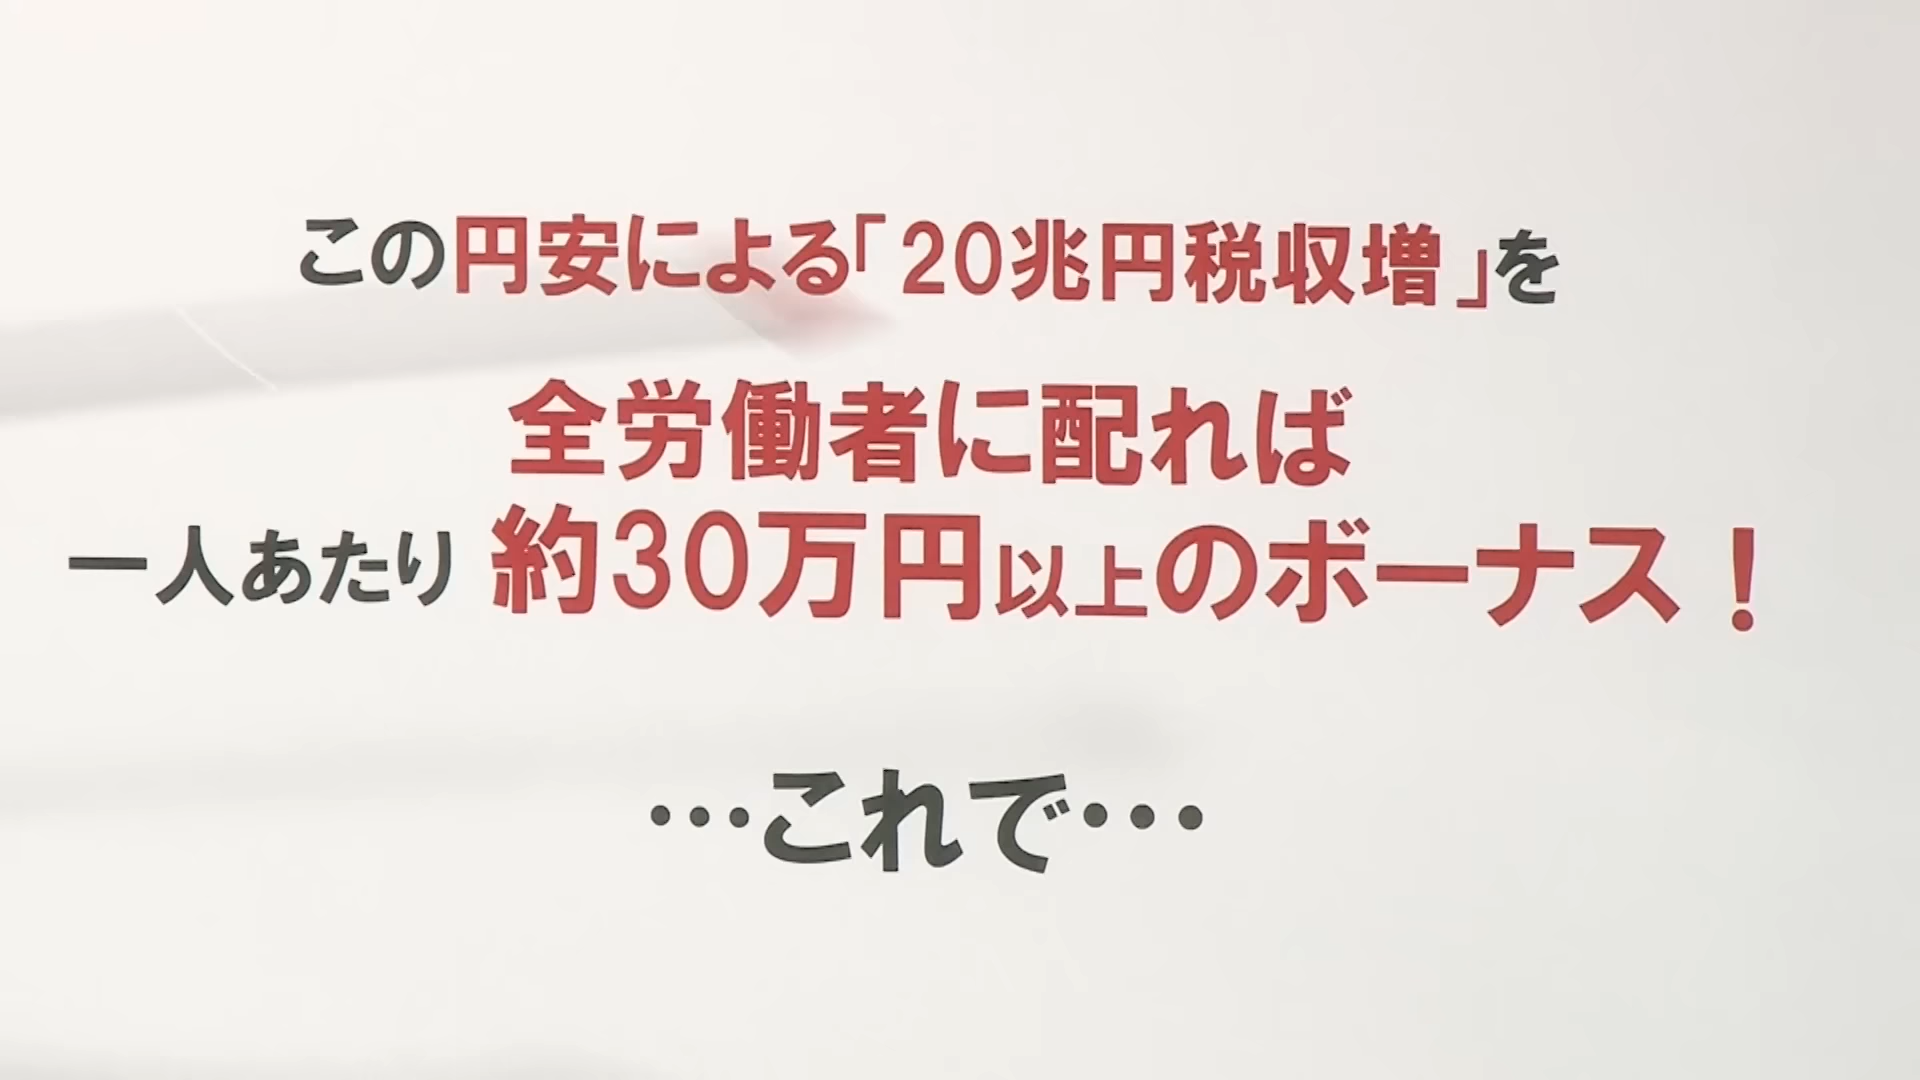 この円安による「20兆円税収増」を
全労働者に配れば
一人あたり 約30万円以上のボーナス！
…これで…